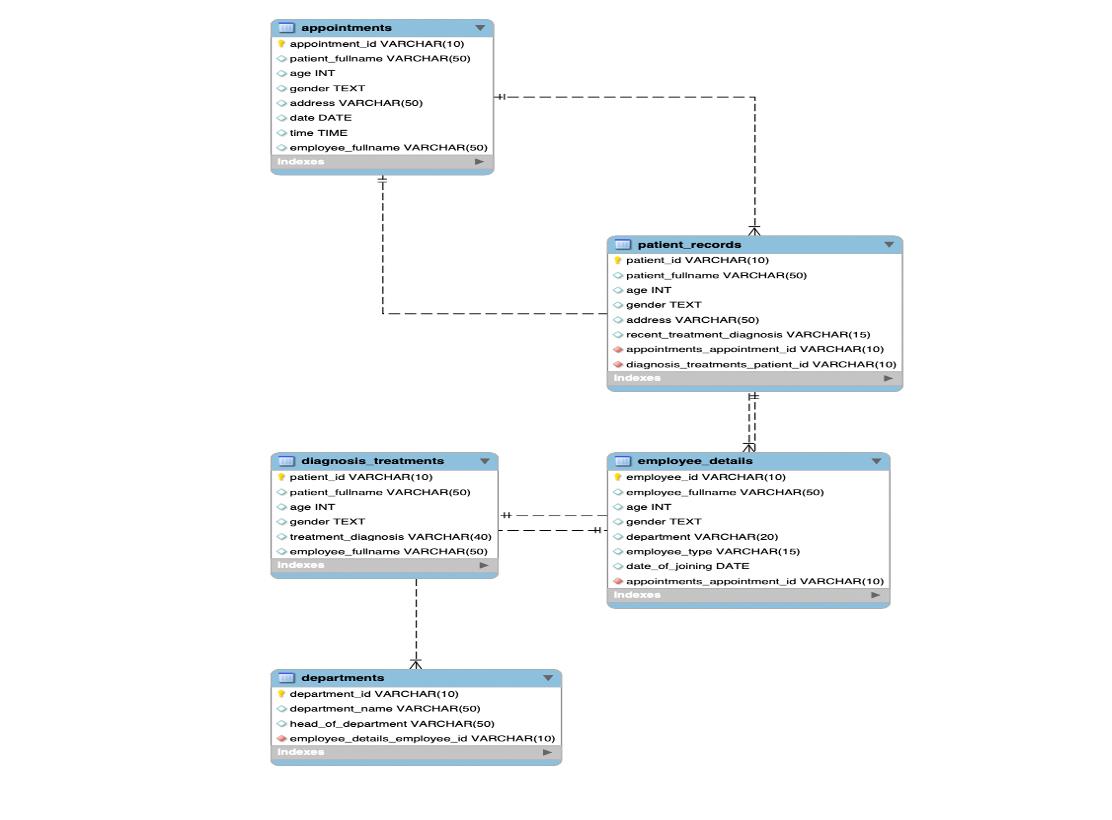 appointments
appointment_id VARCHAR(10)
patient_fullname VARCHAR(50)
age INT
gender TEXT
address VARCHAR(50)
date DATE
time TIME
employee_fullname VARCHAR(50)
Indexes
patient_records
patient_id VARCHAR(10)
patient_fullname VARCHAR(50)
age INT
gender TEXT
address VARCHAR(50)
recent_treatment_diagnosis VARCHAR(15)
appointments_appointment_id VARCHAR(10)
diagnosis_treatments_patient_id VARCHAR(10)
Indexes
diagnosis_treatments
patient_id VARCHAR(10)
patient_fullname VARCHAR(50)
age INT
gender TEXT
treatment_diagnosis VARCHAR(40)
employee_fullname VARCHAR(50)
Indexes
employee_details
employee_id VARCHAR(10)
employee_fullname VARCHAR(50)
age INT
gender TEXT
department VARCHAR(20)
employee_type VARCHAR(15)
date_of_joining DATE
appointments_appointment_id VARCHAR(10)
Indexes
departments
department_id VARCHAR(10)
department_name VARCHAR(50)
head_of_department VARCHAR(50)
employee_details_employee_id VARCHAR(10)
Indexes